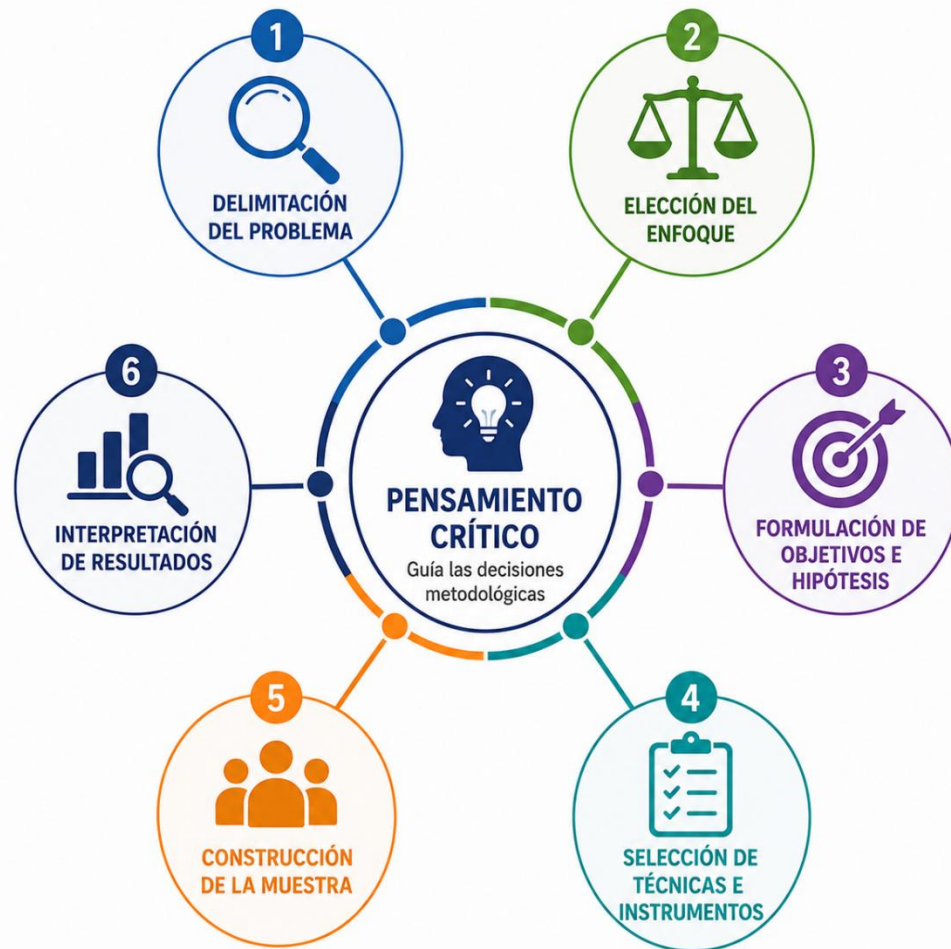 1
DELIMITACIÓN
DEL PROBLEMA
2
ELECCIÓN DEL
ENFOQUE
3
FORMULACIÓN DE
OBJETIVOS E
HIPÓTESIS
4
SELECCIÓN DE
TÉCNICAS E
INSTRUMENTOS
5
CONSTRUCCIÓN
DE LA MUESTRA
6
INTERPRETACIÓN
DE RESULTADOS
PENSAMIENTO
CRÍTICO
Guía las decisiones
metodológicas